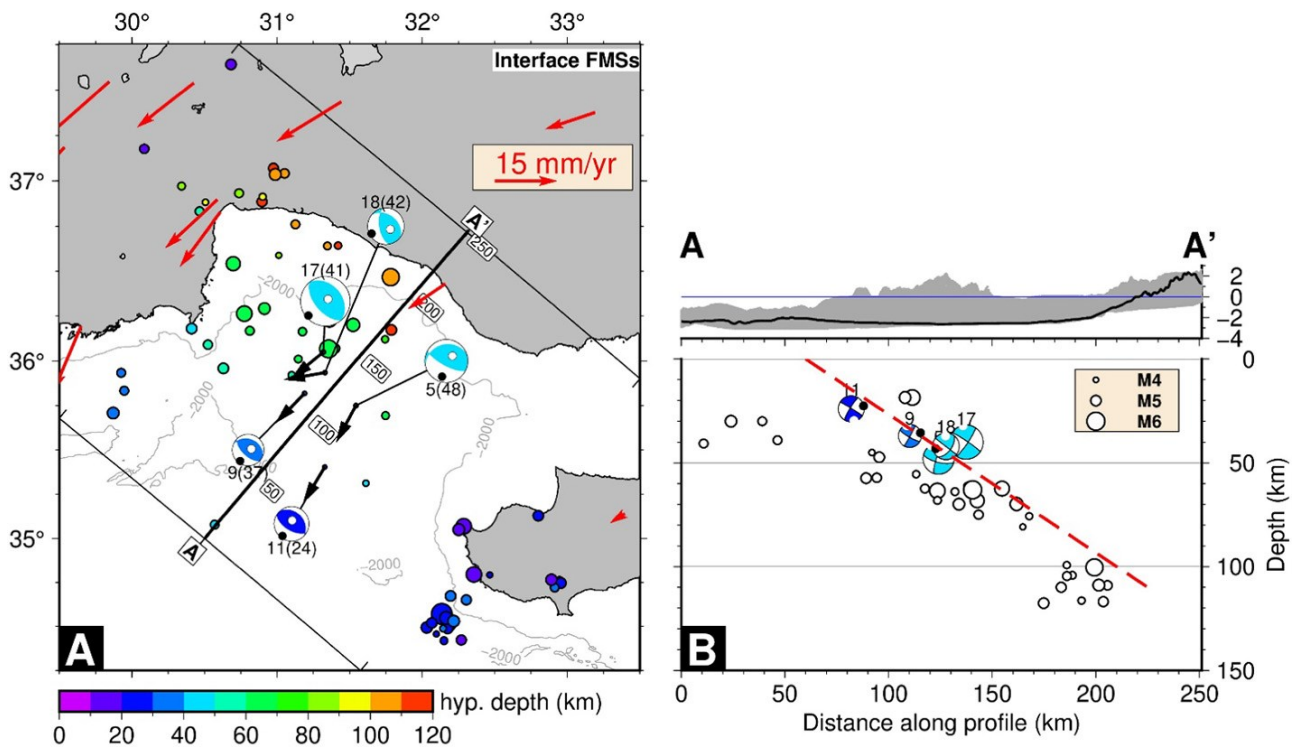 30° 31° 32° 33°
Interface FMSs
15 mm/yr
37°
36°
35°
18(42)
A'
250
17(41)
-2000
200
150
5(48)
-2000
100
-2000
9(37)
50
11(24)
A
-2000
-2000
A
hyp. depth (km)
0 20 40 60 80 100 120
A A’
2
0
−2
−4
0
50
100
150
Depth (km)
M4
M5
M6
11
9
18
17
5
B
0 50 100 150 200 250
Distance along profile (km)